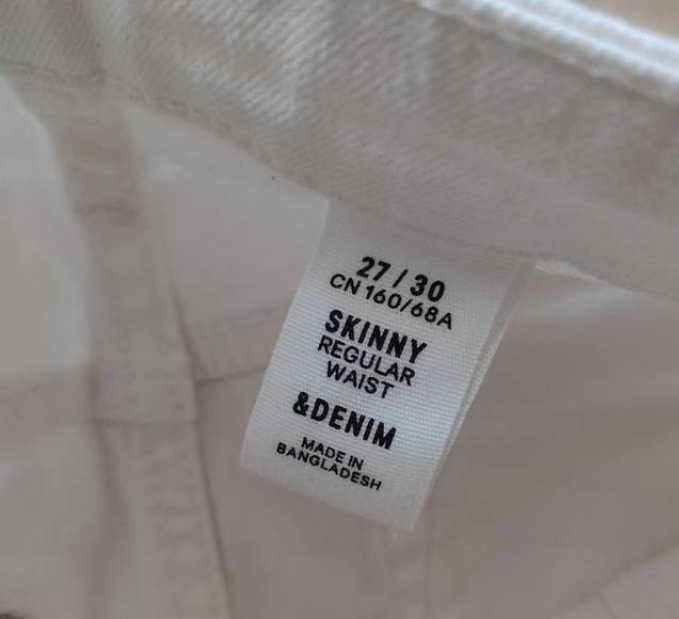 27 / 30
CN 160/68A
SKINNY
REGULAR
WAIST
&DENIM
MADE IN
BANGLADESH